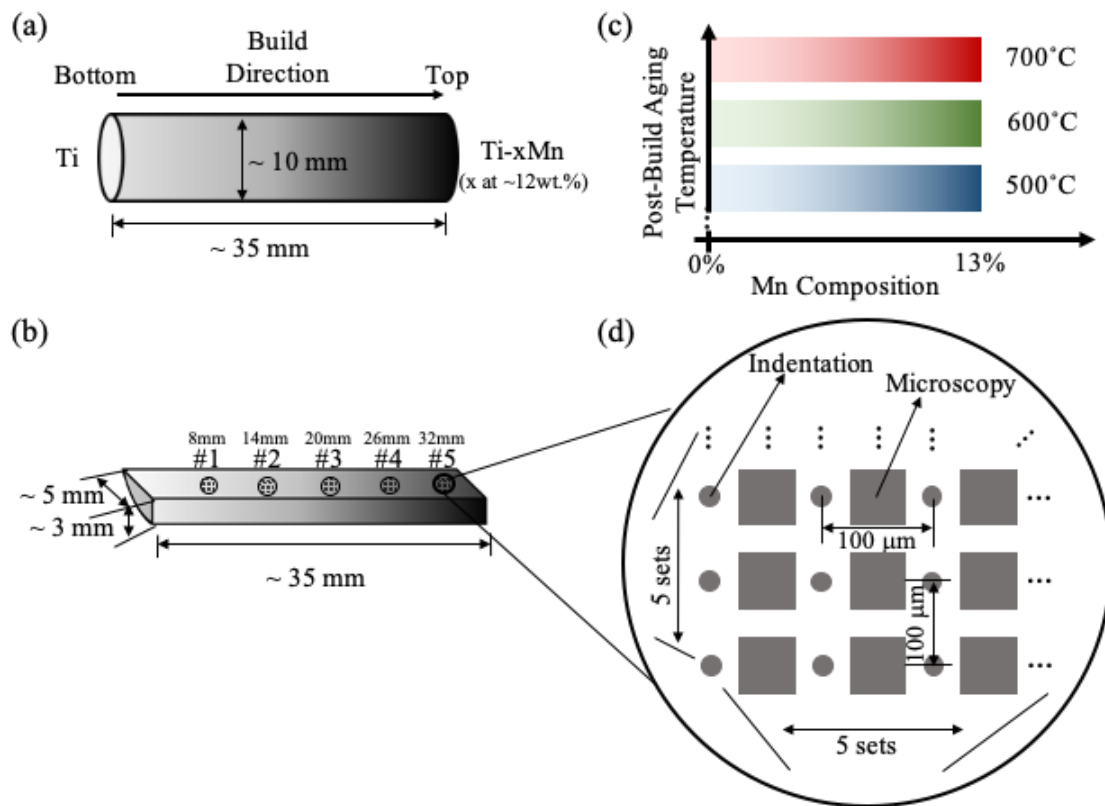 (a)
Build
Direction
Bottom
Top
Ti
~ 10 mm
Ti-xMn
(x at ~12wt.%)
~ 35 mm
(c)
Post-Build Aging
Temperature
700˚C
600˚C
500˚C
0%
13%
Mn Composition
(b)
8mm 14mm 20mm 26mm 32mm
#1 #2 #3 #4 #5
~ 5 mm
~ 3 mm
~ 35 mm
(d)
Indentation
Microscopy
100 μm
5 sets
100 μm
5 sets